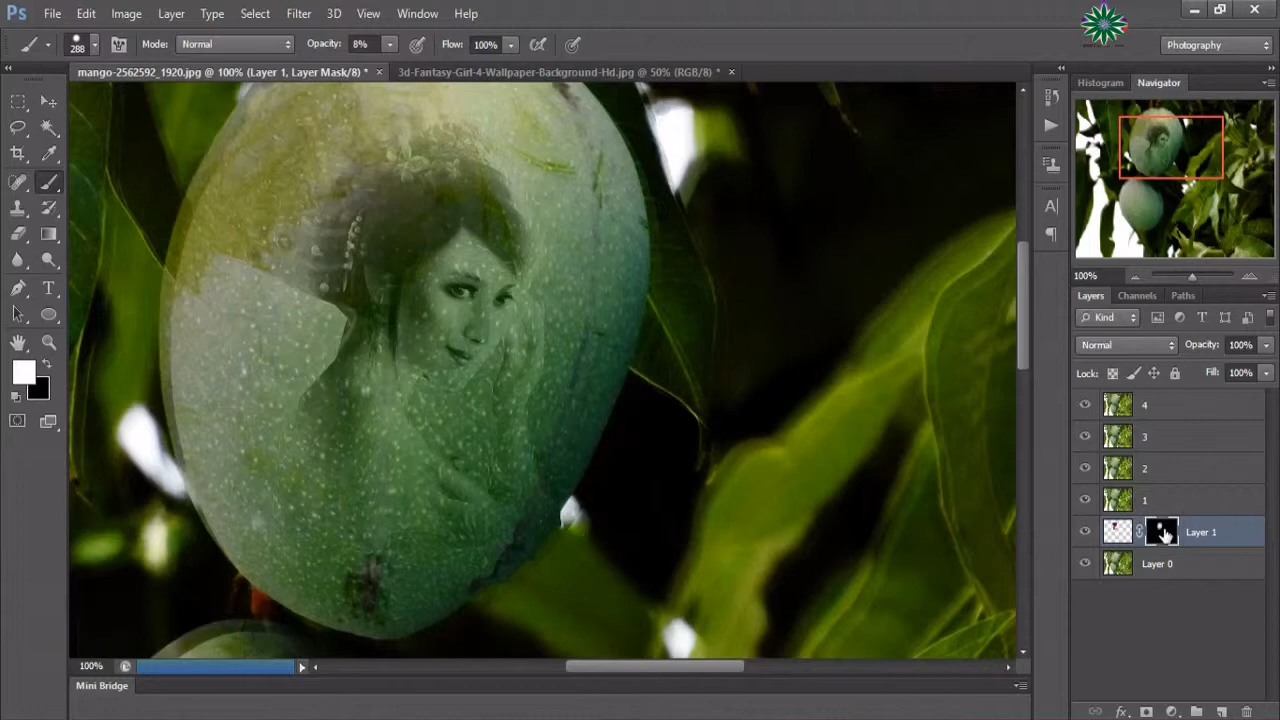 Ps File Edit Image Layer Type Select Filter 3D View Window Help
288 Mode: Normal Opacity: 8% Flow: 100% Photography
mango-2562592_1920.jpg @ 100% (Layer 1, Layer Mask/8) * × 3d-Fantasy-Girl-4-Wallpaper-Background-Hd.jpg @ 50% (RGB/8) * ×
Histogram Navigator
100%
Layers Channels Paths
Kind
Normal Opacity: 100%
Lock: Fill: 100%
4
3
2
1
Layer 1
Layer 0
100%
Mini Bridge